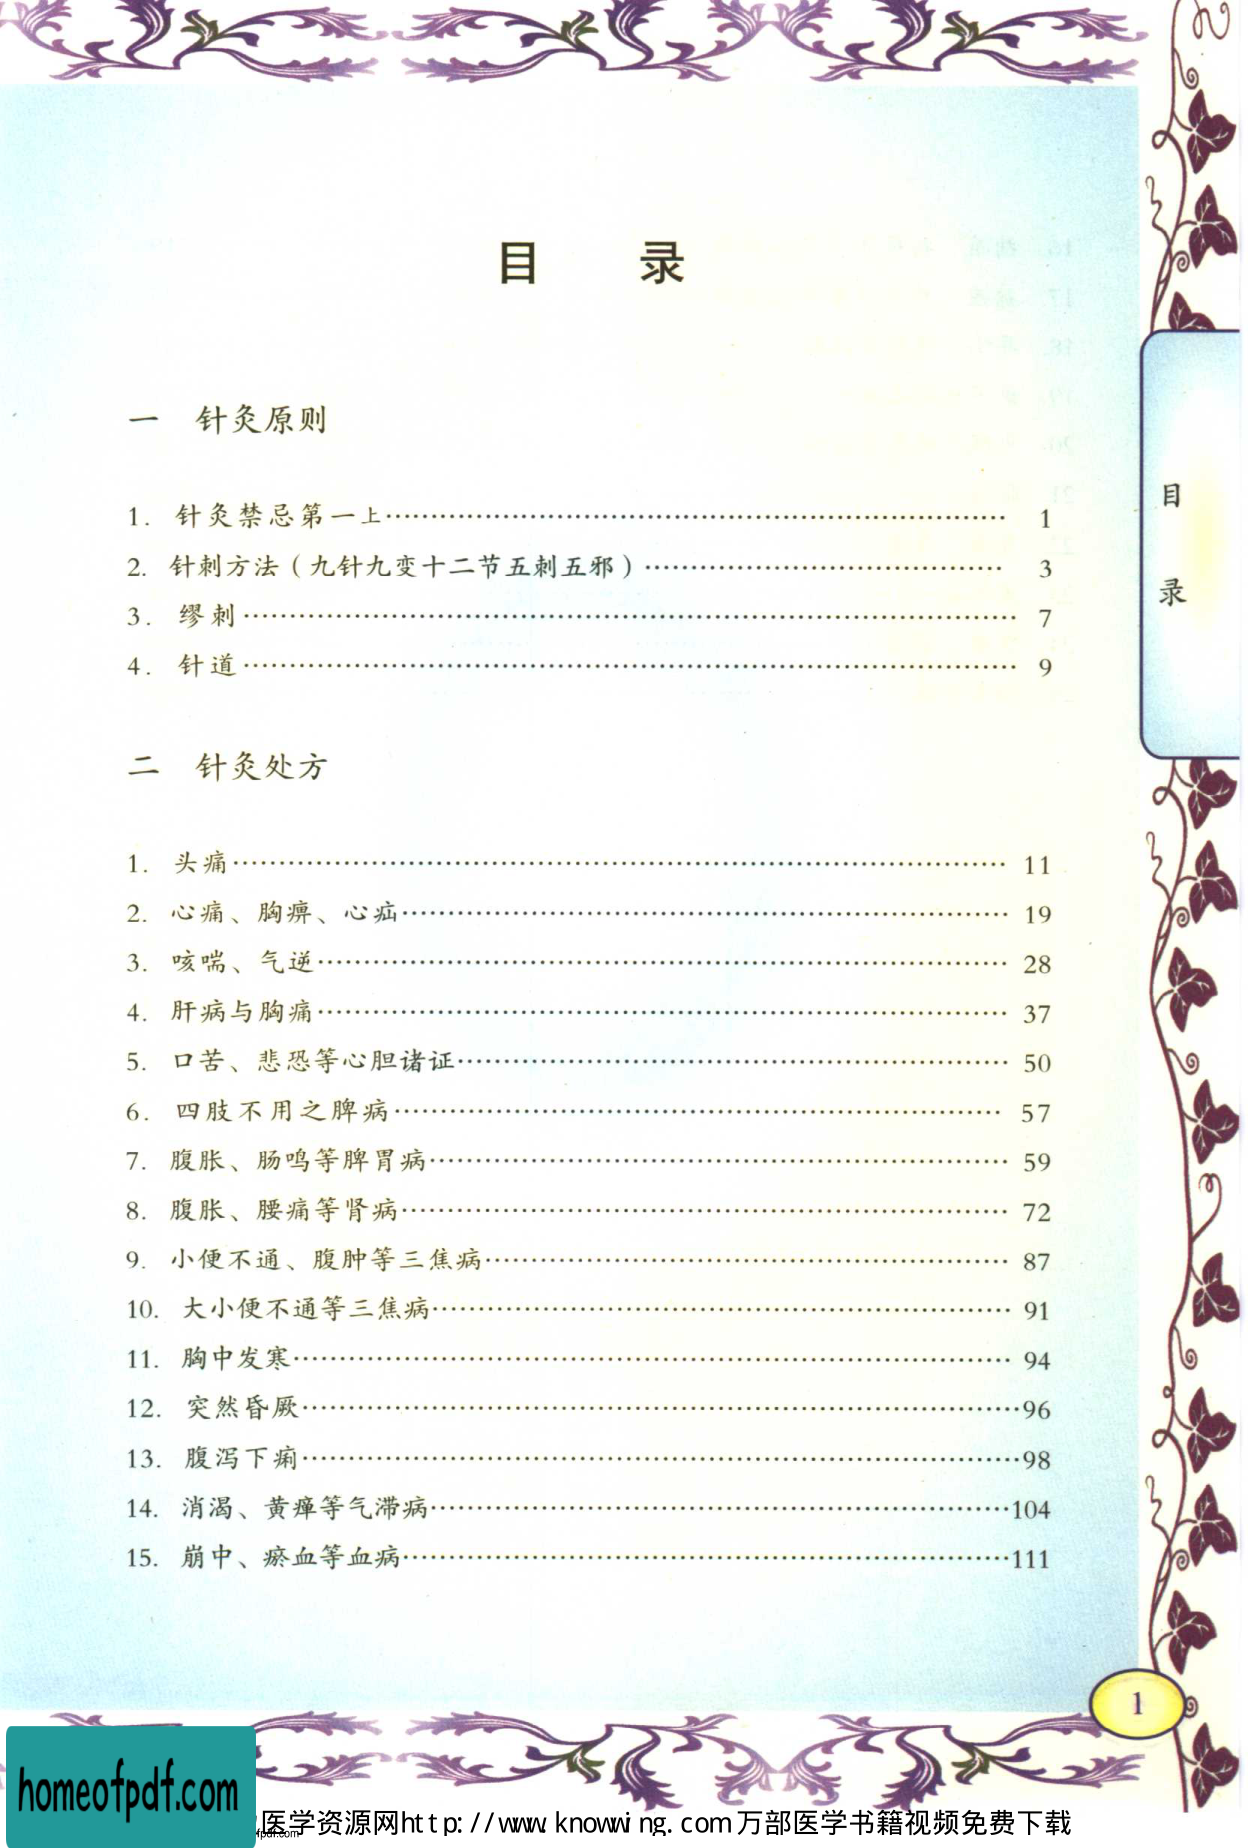 目 录
一 针灸原则
1. 针灸禁忌第一上…………………………………… 1
2. 针刺方法（九针九变十二节五刺五邪）…………………… 3
3. 缪刺…………………………………… 7
4. 针道…………………………………… 9
二 针灸处方
1. 头痛…………………………………… 11
2. 心痛、胸痹、心疝…………………………………… 19
3. 咳喘、气逆…………………………………… 28
4. 肝病与胸痛…………………………………… 37
5. 口苦、悲恐等心胆诸证…………………………………… 50
6. 四肢不用之脾病…………………………………… 57
7. 腹胀、肠鸣等脾胃病…………………………………… 59
8. 腹胀、腰痛等肾病…………………………………… 72
9. 小便不通、腹肿等三焦病…………………………………… 87
10. 大小便不通等三焦病…………………………………… 91
11. 胸中发寒…………………………………… 94
12. 突然昏厥……………………………………96
13. 腹泻下痢……………………………………98
14. 消渴、黄瘅等气滞病……………………………………104
15. 崩中、瘀血等血病……………………………………111
目
录
1
homeofpdf.com
医学资源网http://www.knowwing.com万部医学书籍视频免费下载